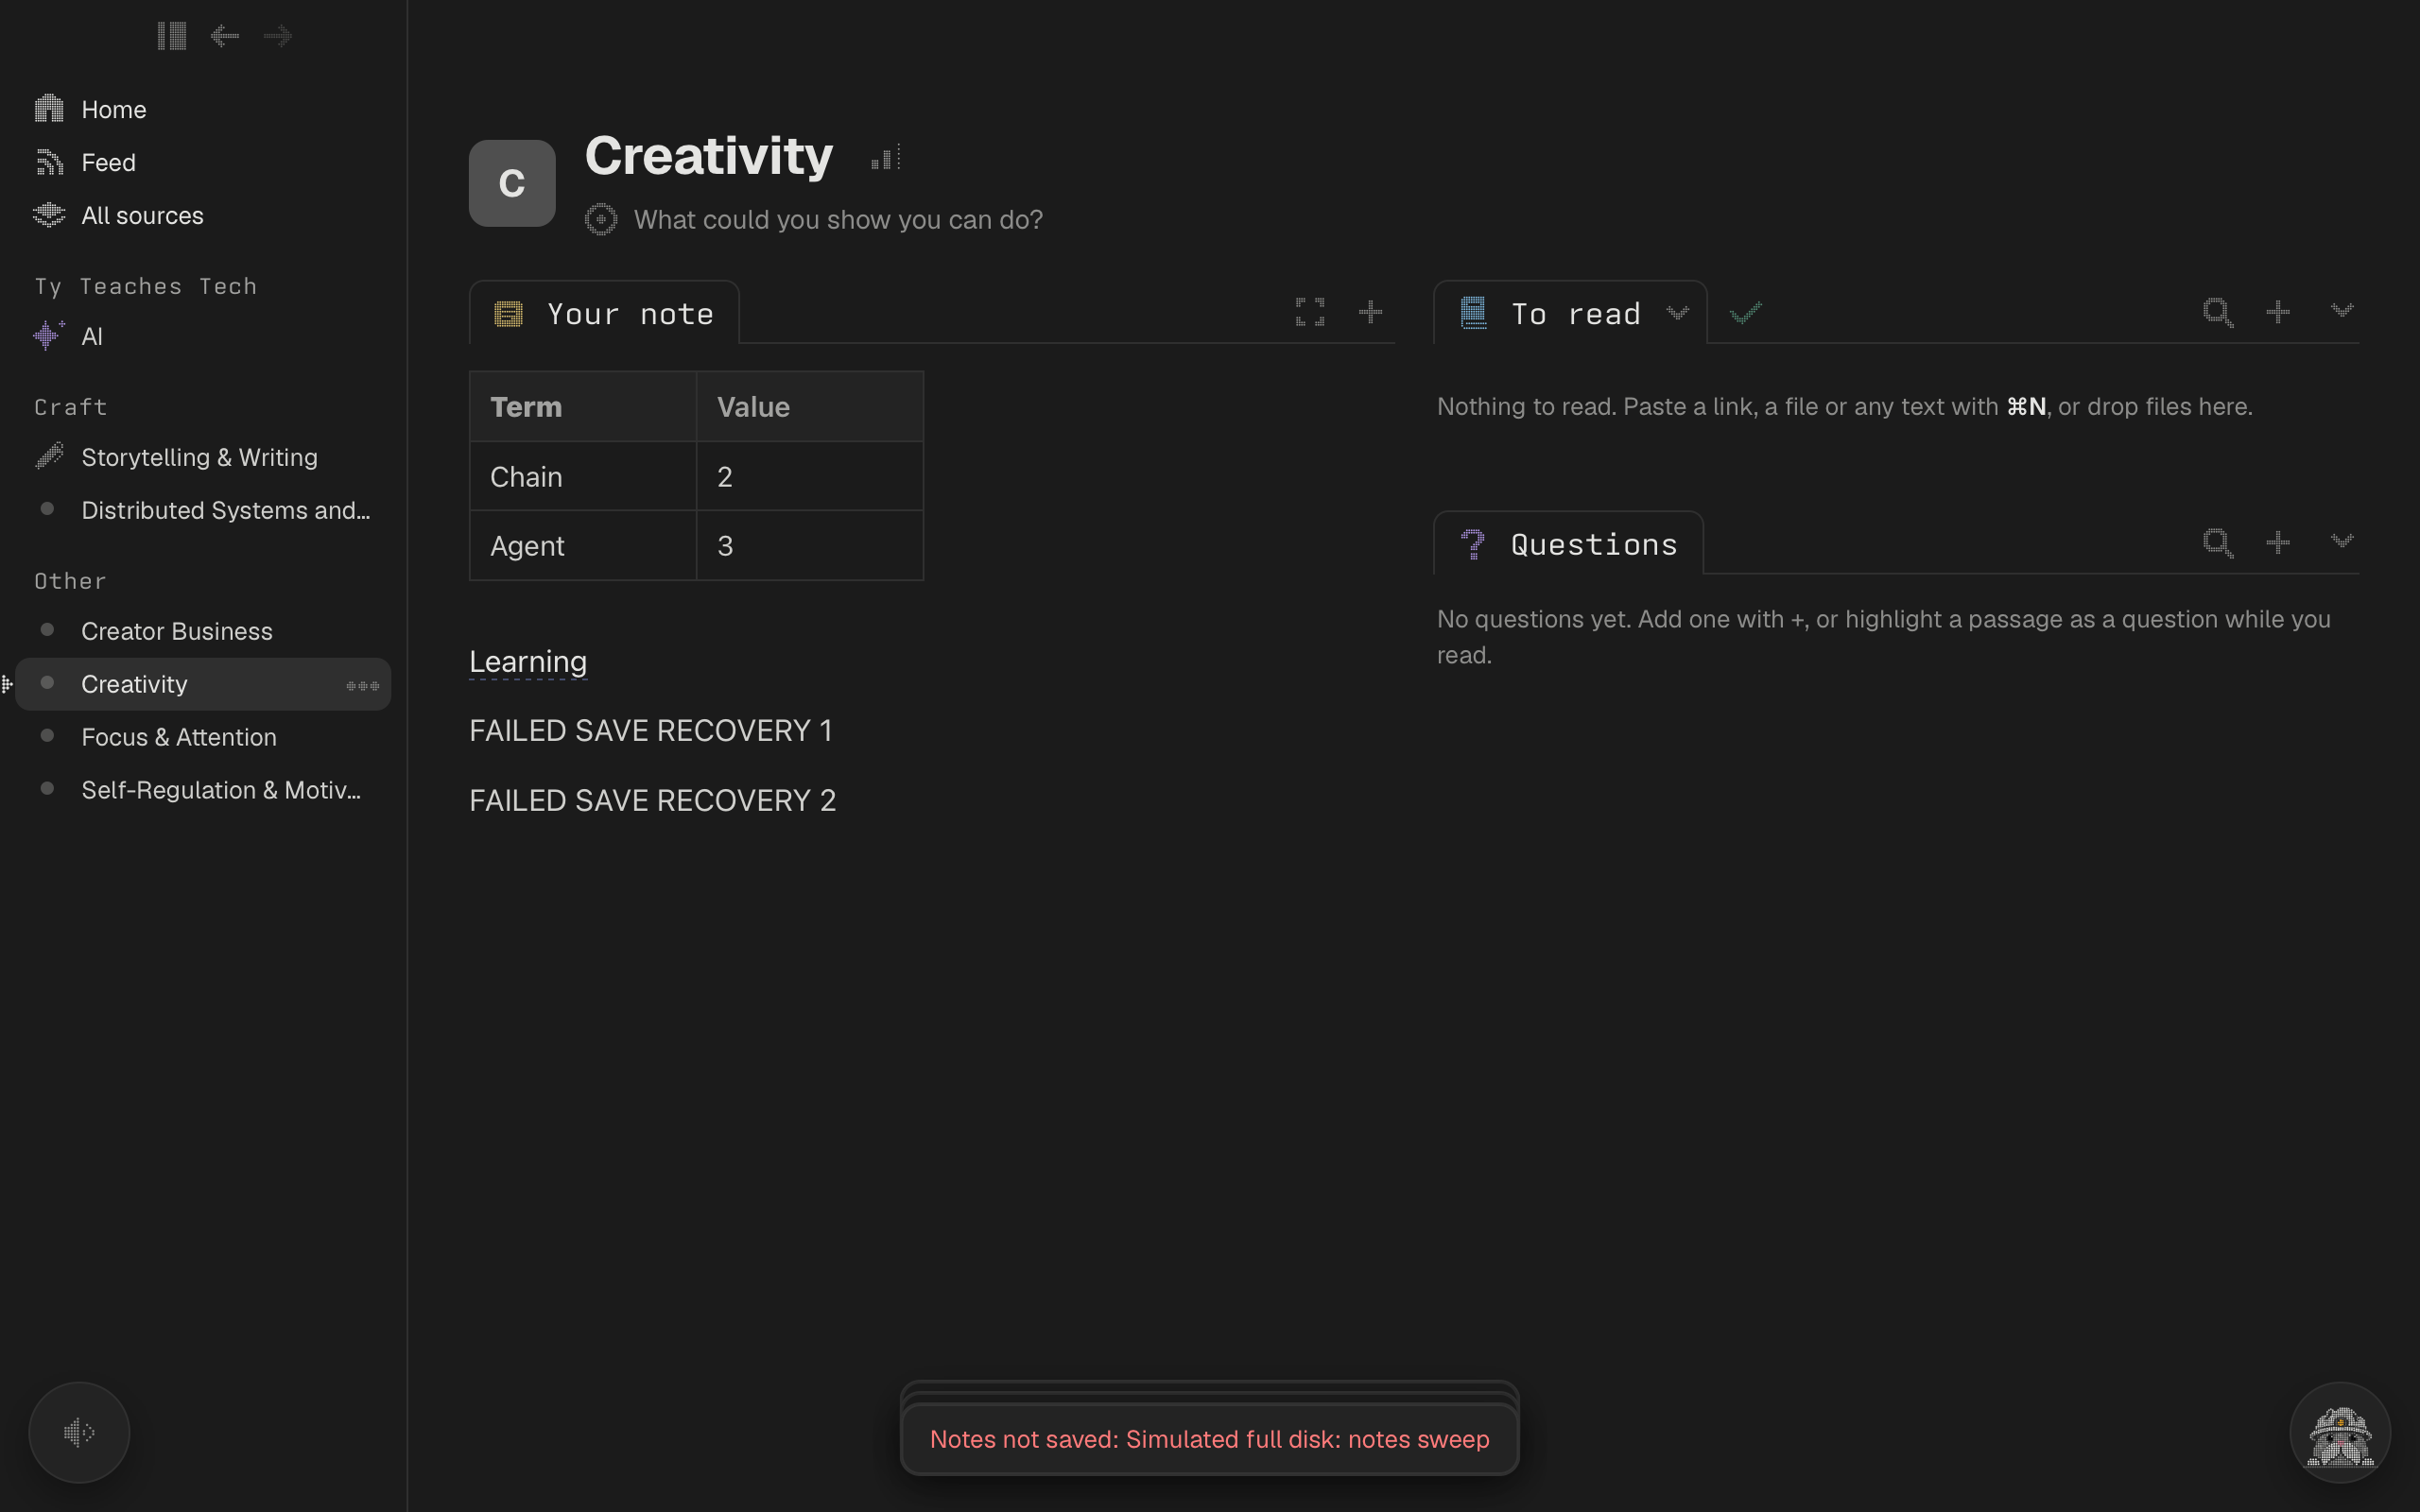 Home
Feed
All sources
Ty Teaches Tech
AI
Craft
Storytelling & Writing
Distributed Systems and...
Other
Creator Business
Creativity
Focus & Attention
Self-Regulation & Motiv...
C
Creativity
What could you show you can do?
Your note
Term Value
Chain 2
Agent 3
Learning
FAILED SAVE RECOVERY 1
FAILED SAVE RECOVERY 2
To read
Nothing to read. Paste a link, a file or any text with ⌘N, or drop files here.
Questions
No questions yet. Add one with +, or highlight a passage as a question while you
read.
Notes not saved: Simulated full disk: notes sweep